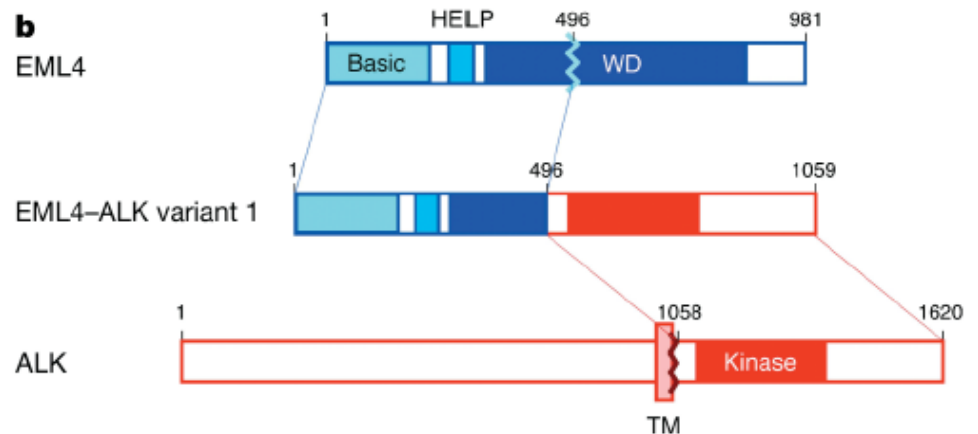 b
1 HELP 496 981
EML4 Basic WD
1 496 1059
EML4–ALK variant 1
1 1058 1620
ALK Kinase
TM